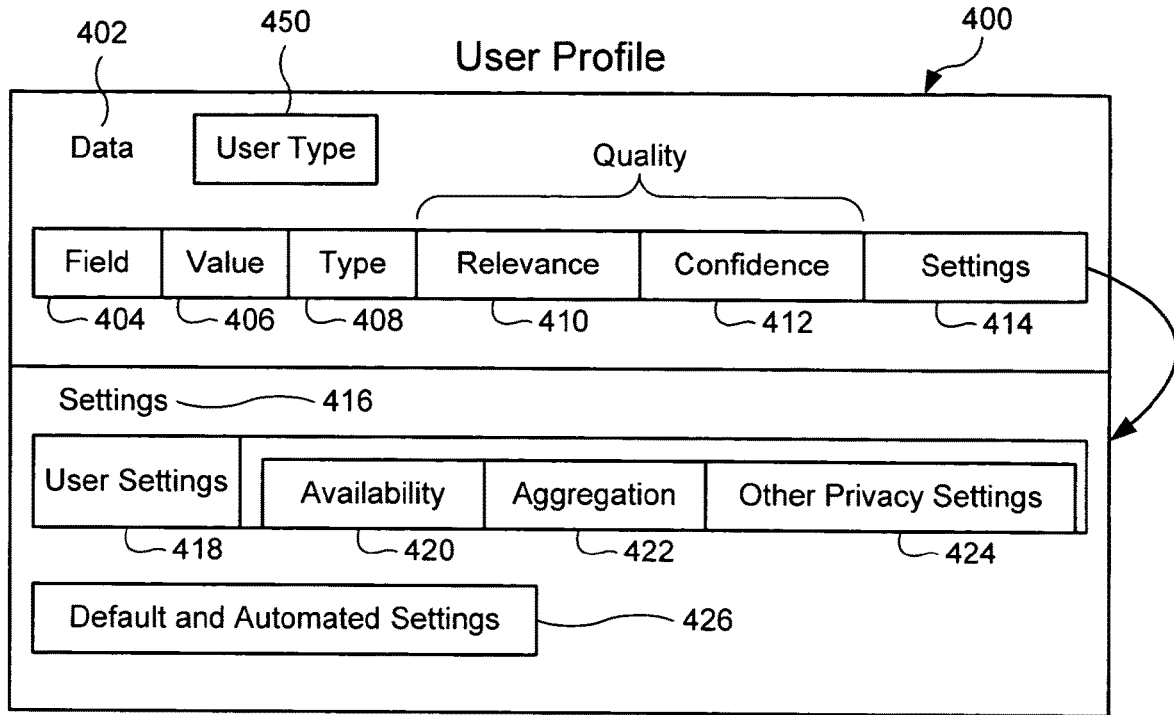 402
450
400
User Profile
Data
User Type
Quality
Field
Value
Type
Relevance
Confidence
Settings
404
406
408
410
412
414
Settings
416
User Settings
Availability
Aggregation
Other Privacy Settings
418
420
422
424
Default and Automated Settings
426